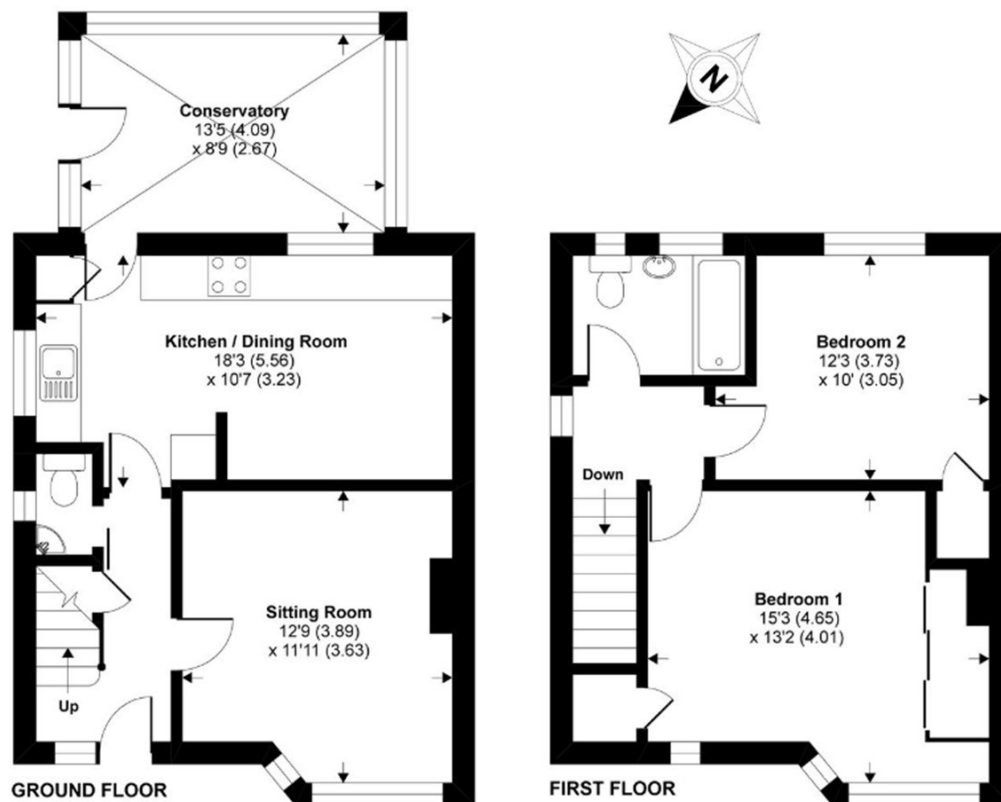 Conservatory
13'5 (4.09)
x 8'9 (2.67)
N
Kitchen / Dining Room
18'3 (5.56)
x 10'7 (3.23)
Sitting Room
12'9 (3.89)
x 11'11 (3.63)
Up
GROUND FLOOR
Bedroom 2
12'3 (3.73)
x 10' (3.05)
Down
Bedroom 1
15'3 (4.65)
x 13'2 (4.01)
FIRST FLOOR